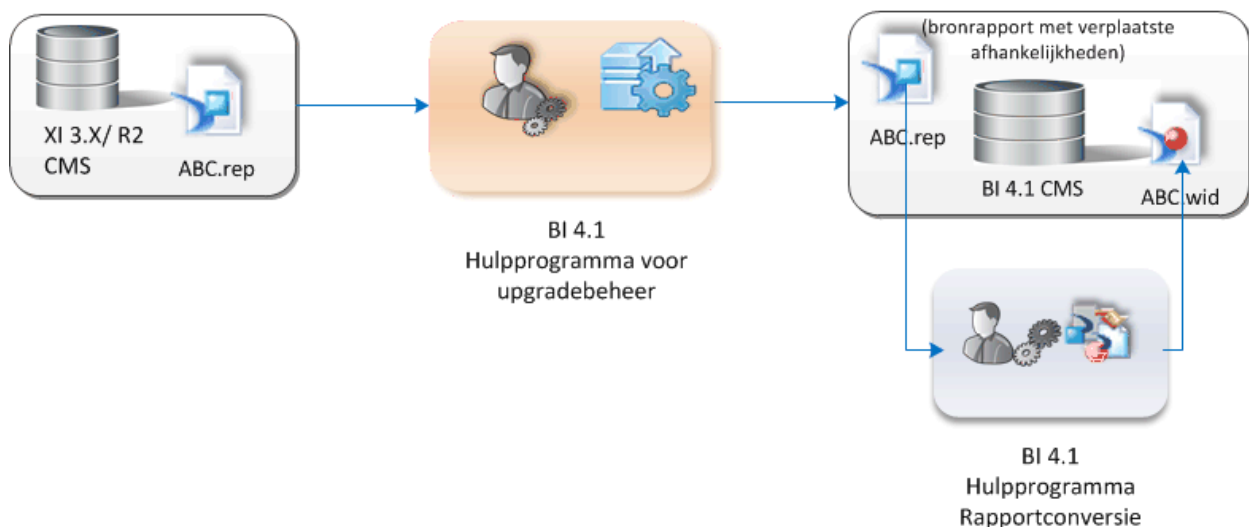 XI 3.X/ R2
CMS
ABC.rep
BI 4.1
Hulpprogramma voor
upgradebeheer
(bronrapport met verplaatste
afhankelijkheden)
ABC.rep
BI 4.1 CMS
ABC.wid
BI 4.1
Hulpprogramma
Rapportconversie